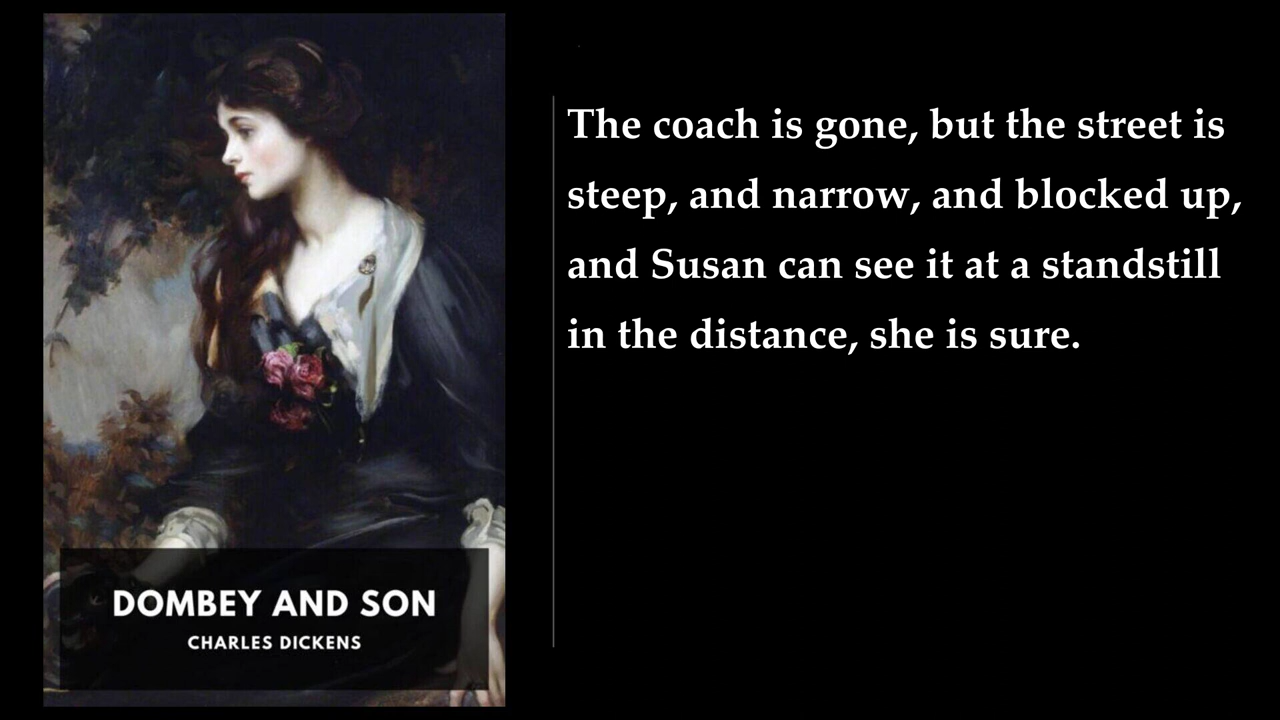 The coach is gone, but the street is
steep, and narrow, and blocked up,
and Susan can see it at a standstill
in the distance, she is sure.
DOMBEY AND SON
CHARLES DICKENS